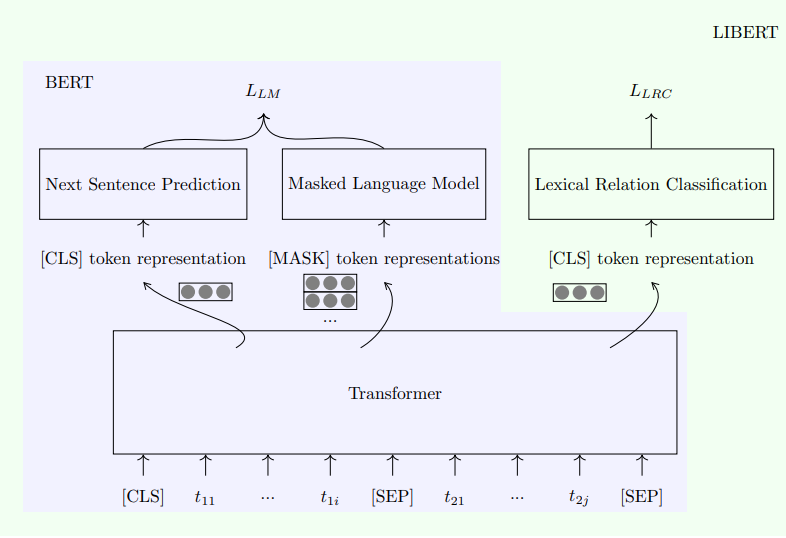 LIBERT
BERT
L_{LM}
L_{LRC}
Next Sentence Prediction
Masked Language Model
Lexical Relation Classification
[CLS] token representation
[MASK] token representations
[CLS] token representation
...
Transformer
[CLS] t_{11} ... t_{1i} [SEP] t_{21} ... t_{2j} [SEP]